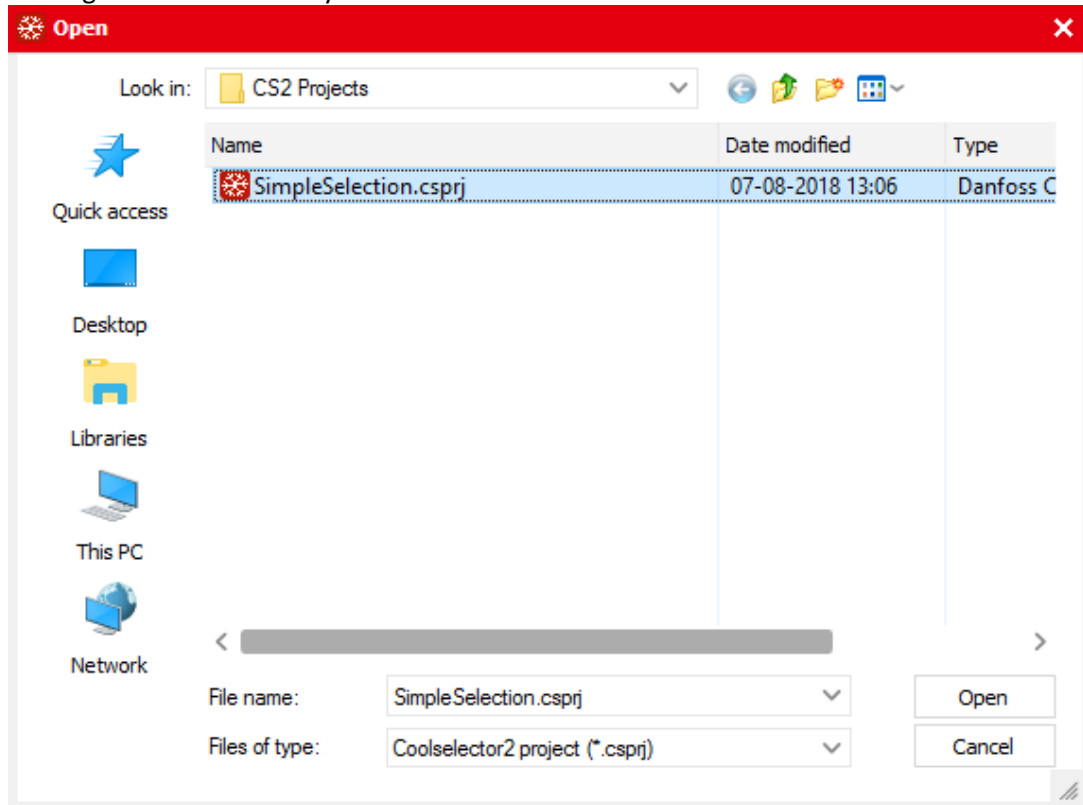 Open
Look in: CS2 Projects
Name Date modified Type
SimpleSelection.csprj 07-08-2018 13:06 Danfoss C
Quick access
Desktop
Libraries
This PC
Network
File name: SimpleSelection.csprj Open
Files of type: Coolselector2 project (*.csprj) Cancel